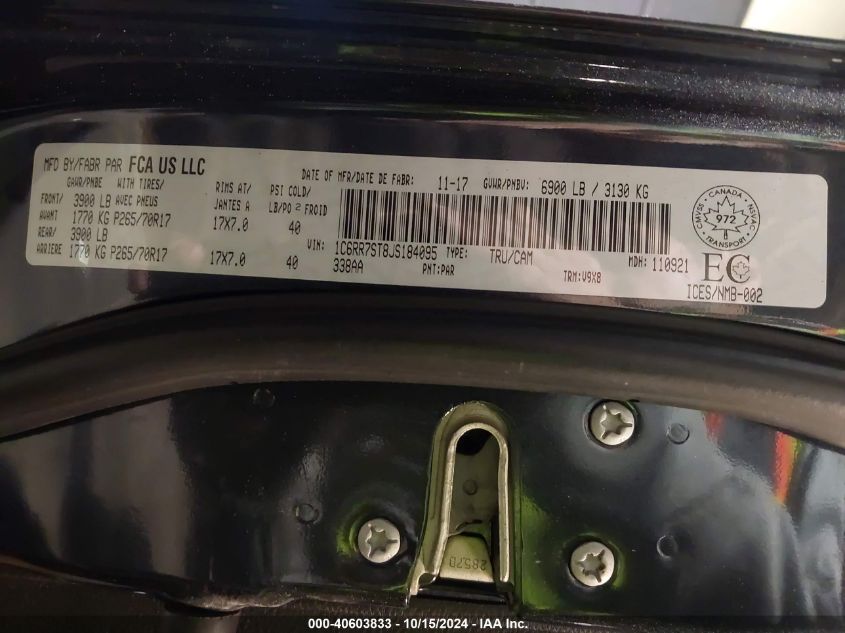 MFD BY/FABR PAR FCA US LLC
DATE OF MFR/DATE DE FABR: 11-17 GVWR/PNBV: 6900 LB / 3130 KG
GAWR/PNBE WITH TIRES/ RIMS AT/ PSI COLD/
FRONT/ 3900 LB AVEC PNEUS JANTES A LB/PO² FROID
AVANT 1770 KG P265/70R17 17X7.0 40
REAR/ 3900 LB
ARRIERE 1770 KG P265/70R17 17X7.0 40
VIN: 1C6RR7ST8JS184095 TYPE: TRU/CAM MDH: 110921
338AA PNT:PAR TRM:V9X8
CANADA
CMVSS NSVAC
972
TRANSPORT
EC
ICES/NMB-002
28570
000-40603833 - 10/15/2024 - IAA Inc.